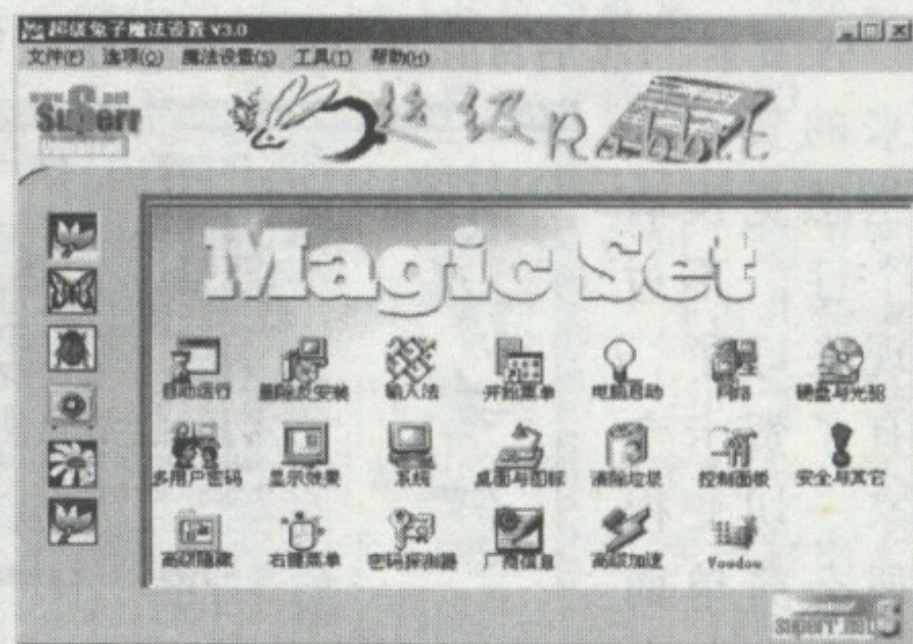 超级兔子魔法设置 V3.0
文件(F) 选项(O) 魔法设置(S) 工具(T) 帮助(H)
Superr
超级 Rabbit
Magic Set
自动运行 删除反安装 输入法 开始菜单 电脑启动 网络 硬盘与光驱
多用户密码 显示效果 系统 桌面与图标 清除垃圾 控制面板 安全与其它
高级隐藏 右键菜单 密码探测器 厂商信息 高级加速 Voodoo
superr